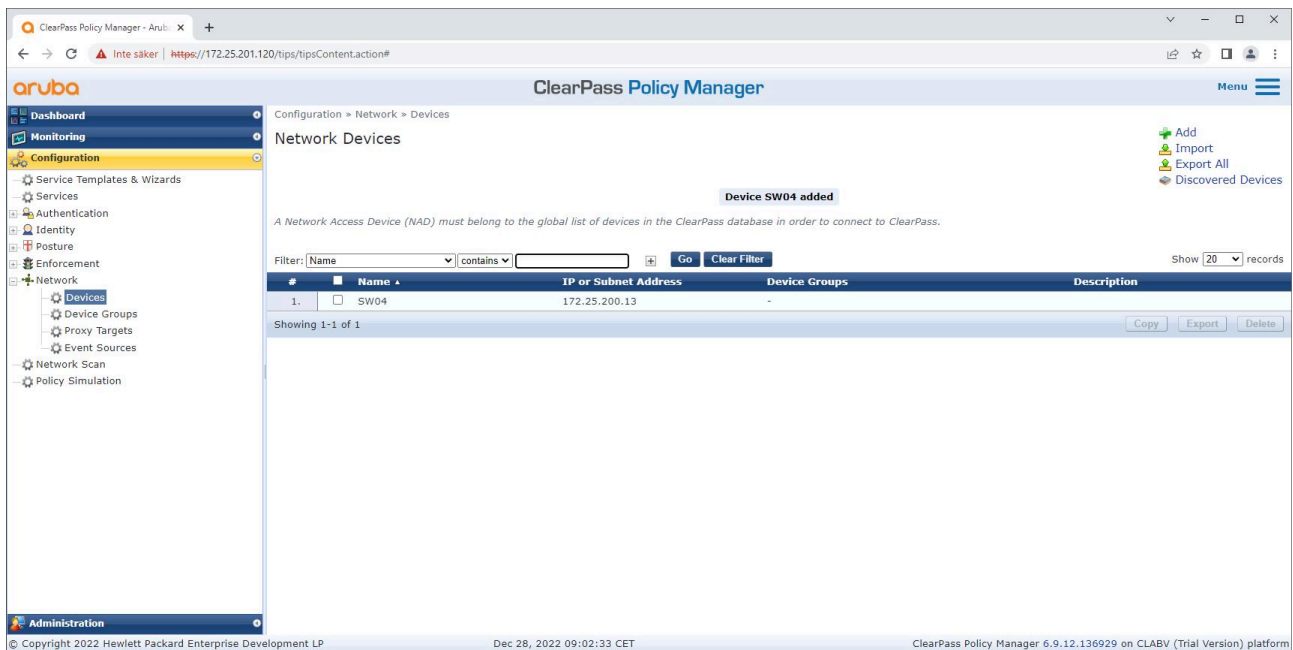 ClearPass Policy Manager - Arub
Inte säker | https://172.25.201.120/tips/tipsContent.action#
aruba
ClearPass Policy Manager
Menu
Dashboard
Monitoring
Configuration
Service Templates & Wizards
Services
Authentication
Identity
Posture
Enforcement
Network
Devices
Device Groups
Proxy Targets
Event Sources
Network Scan
Policy Simulation
Administration
Configuration » Network » Devices
Network Devices
Add
Import
Export All
Discovered Devices
Device SW04 added
A Network Access Device (NAD) must belong to the global list of devices in the ClearPass database in order to connect to ClearPass.
Filter: Name contains Go Clear Filter Show 20 records
# Name IP or Subnet Address Device Groups Description
1. SW04 172.25.200.13 -
Showing 1-1 of 1 Copy Export Delete
© Copyright 2022 Hewlett Packard Enterprise Development LP Dec 28, 2022 09:02:33 CET ClearPass Policy Manager 6.9.12.136929 on CLABV (Trial Version) platform